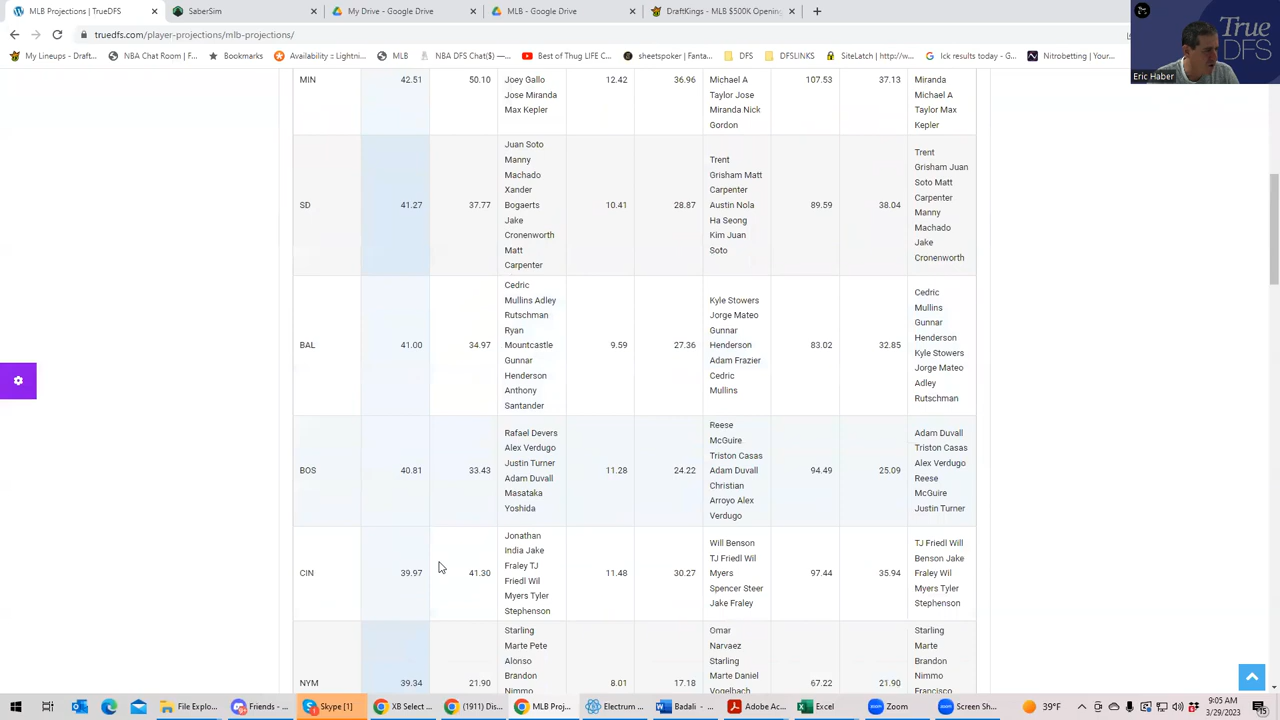 MLB Projections | TrueDFS
SaberSim
My Drive - Google Drive
MLB - Google Drive
DraftKings - MLB $500K Openin
truedfs.com/player-projections/mlb-projections/
My Lineups - Draft...
NBA Chat Room | F...
Bookmarks
Availability :: Lightni...
MLB
NBA DFS Chat($) -...
Best of Thug LIFE C...
sheetspoker | Fanta...
DFS
DFSLINKS
SiteLatch | http://w...
lck results today - G...
Nitrobetting | Your...
True
DFS
Eric Haber
MIN 42.51 50.10 Joey Gallo 12.42 36.96 Michael A 107.53 37.13 Miranda
Jose Miranda Taylor Jose Michael A
Max Kepler Miranda Nick Taylor Max
Gordon Kepler
Juan Soto
Manny Trent Trent
Machado Grisham Matt Grisham Juan
Xander Carpenter Soto Matt
SD 41.27 37.77 Bogaerts 10.41 28.87 Austin Nola 89.59 38.04 Carpenter
Jake Ha Seong Manny
Cronenworth Kim Juan Machado
Matt Soto Jake
Carpenter Cronenworth
Cedric
Mullins Adley Kyle Stowers Cedric
Rutschman Jorge Mateo Mullins
Ryan Gunnar Gunnar
BAL 41.00 34.97 Mountcastle 9.59 27.36 Henderson 83.02 32.85 Henderson
Gunnar Adam Frazier Kyle Stowers
Henderson Cedric Jorge Mateo
Anthony Mullins Adley
Santander Rutschman
Reese
Rafael Devers McGuire Adam Duvall
Alex Verdugo Triston Casas Triston Casas
Justin Turner Adam Duvall Alex Verdugo
BOS 40.81 33.43 Adam Duvall 11.28 24.22 Christian 94.49 25.09 Reese
Masataka Arroyo Alex McGuire
Yoshida Verdugo Justin Turner
Jonathan
India Jake Will Benson TJ Friedl Will
Fraley TJ TJ Friedl Wil Benson Jake
CIN 39.97 41.30 Friedl Wil 11.48 30.27 Myers 97.44 35.94 Fraley Wil
Myers Tyler Spencer Steer Myers Tyler
Stephenson Jake Fraley Stephenson
Starling Omar Starling
Marte Pete Narvaez Marte
Alonso Starling Brandon
NYM 39.34 21.90 Brandon 8.01 17.18 Marte Daniel 67.22 21.90 Nimmo
Nimmo Vogelbach Francisco
File Explo...
Friends - ...
Skype [1]
XB Select ...
(1911) Dis...
MLB Proj...
Electrum ...
Badali - ...
Adobe Ac...
Excel
Zoom
Screen Sh...
39°F
9:05 AM
3/29/2023
15